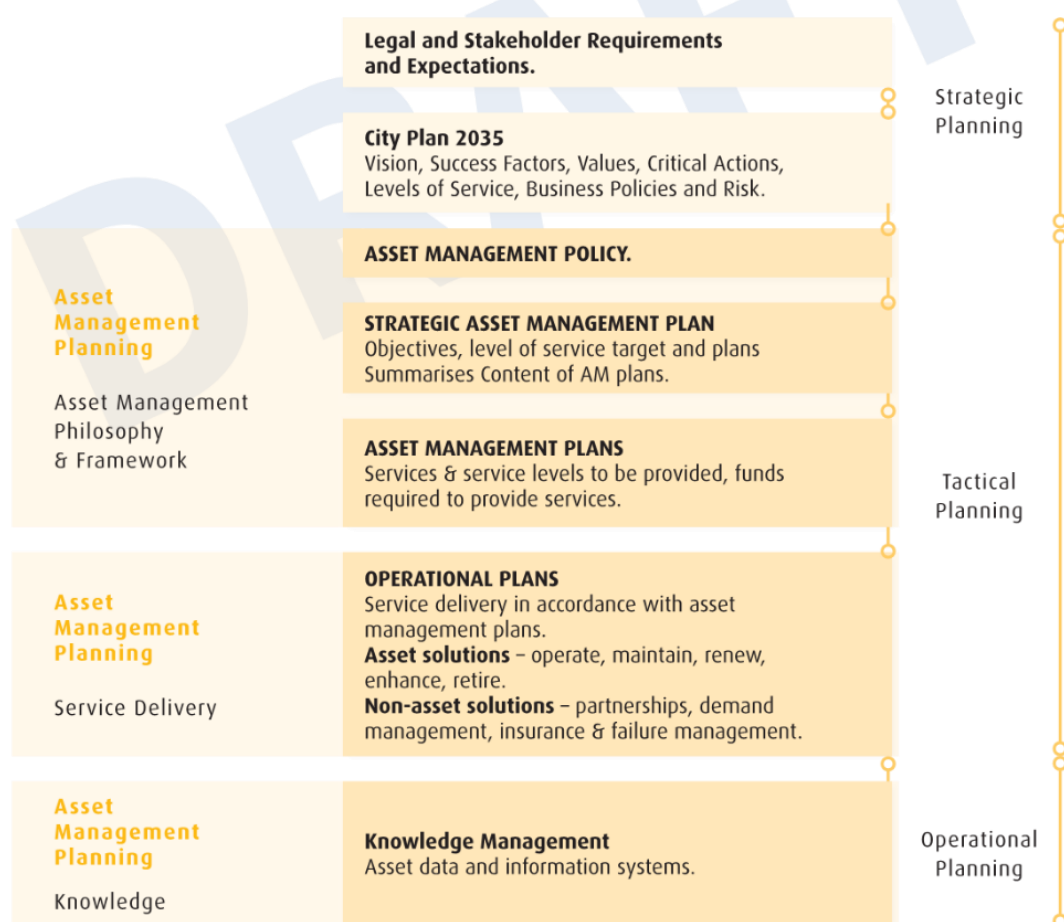 DRAFT
Legal and Stakeholder Requirements
and Expectations.
Strategic
Planning
City Plan 2035
Vision, Success Factors, Values, Critical Actions,
Levels of Service, Business Policies and Risk.
Asset
Management
Planning
Asset Management
Philosophy
& Framework
ASSET MANAGEMENT POLICY.
STRATEGIC ASSET MANAGEMENT PLAN
Objectives, level of service target and plans
Summarises Content of AM plans.
ASSET MANAGEMENT PLANS
Services & service levels to be provided, funds
required to provide services.
Tactical
Planning
Asset
Management
Planning
Service Delivery
OPERATIONAL PLANS
Service delivery in accordance with asset
management plans.
Asset solutions – operate, maintain, renew,
enhance, retire.
Non-asset solutions – partnerships, demand
management, insurance & failure management.
Asset
Management
Planning
Knowledge
Knowledge Management
Asset data and information systems.
Operational
Planning